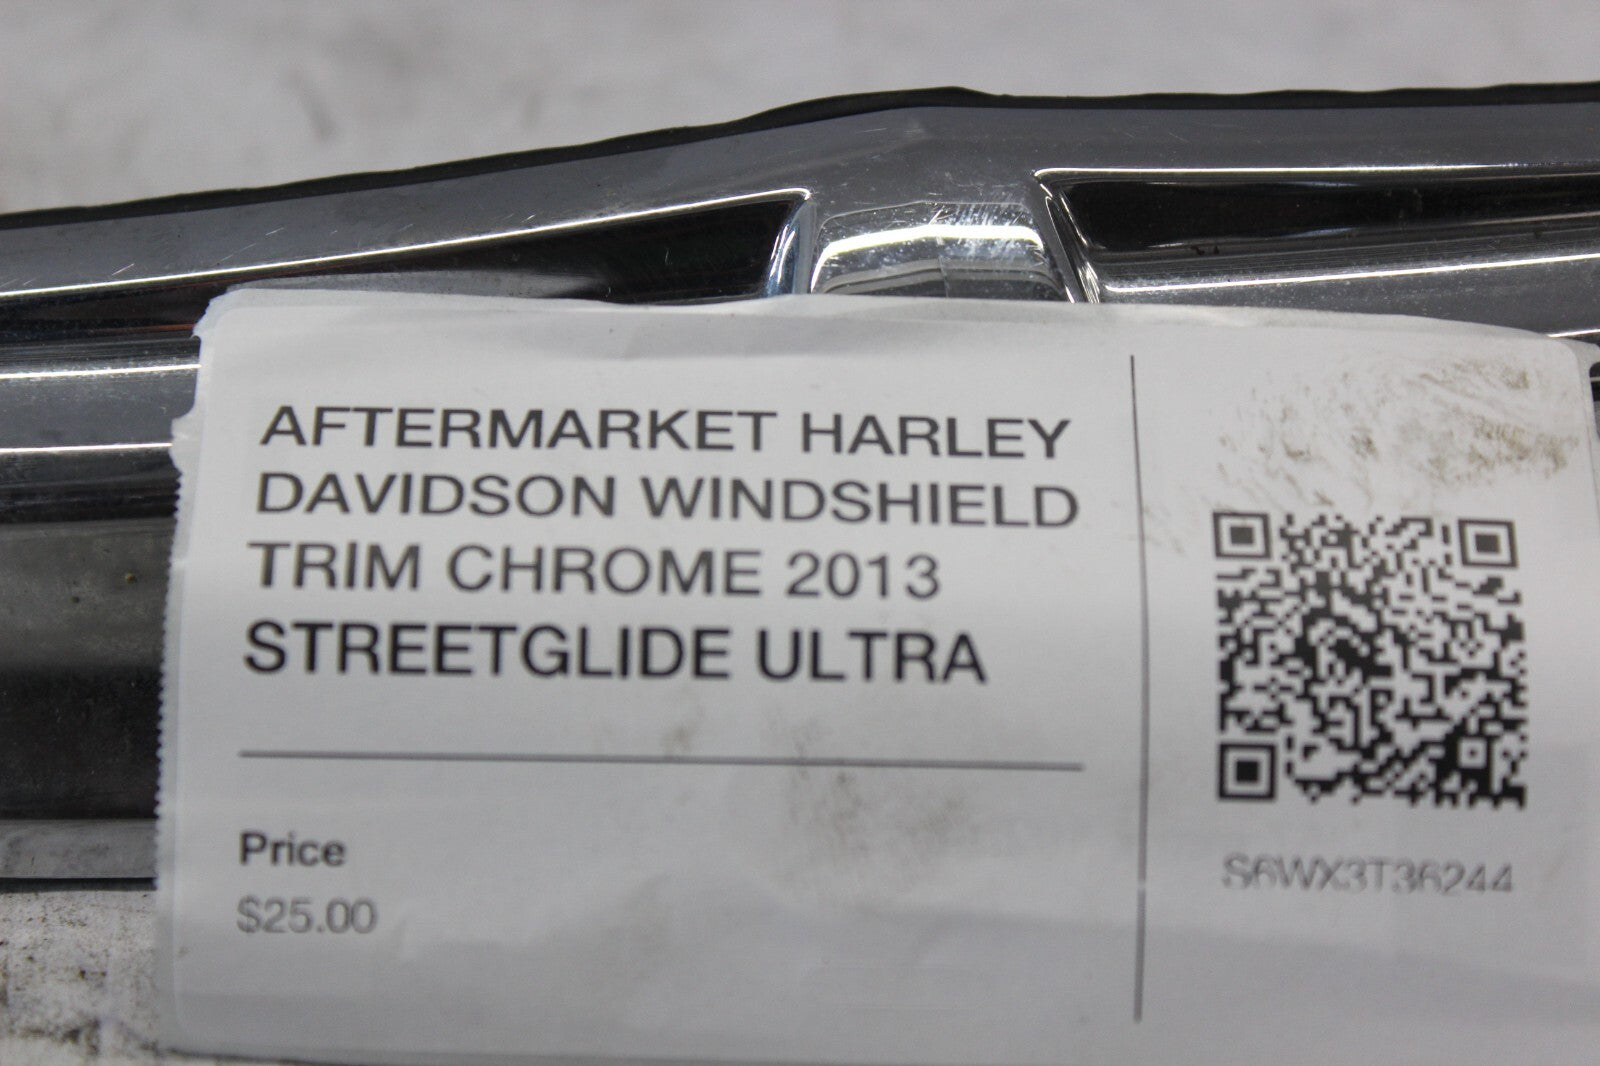 AFTERMARKET HARLEY
DAVIDSON WINDSHIELD
TRIM CHROME 2013
STREETGLIDE ULTRA
Price
$25.00
S6WX3T36244